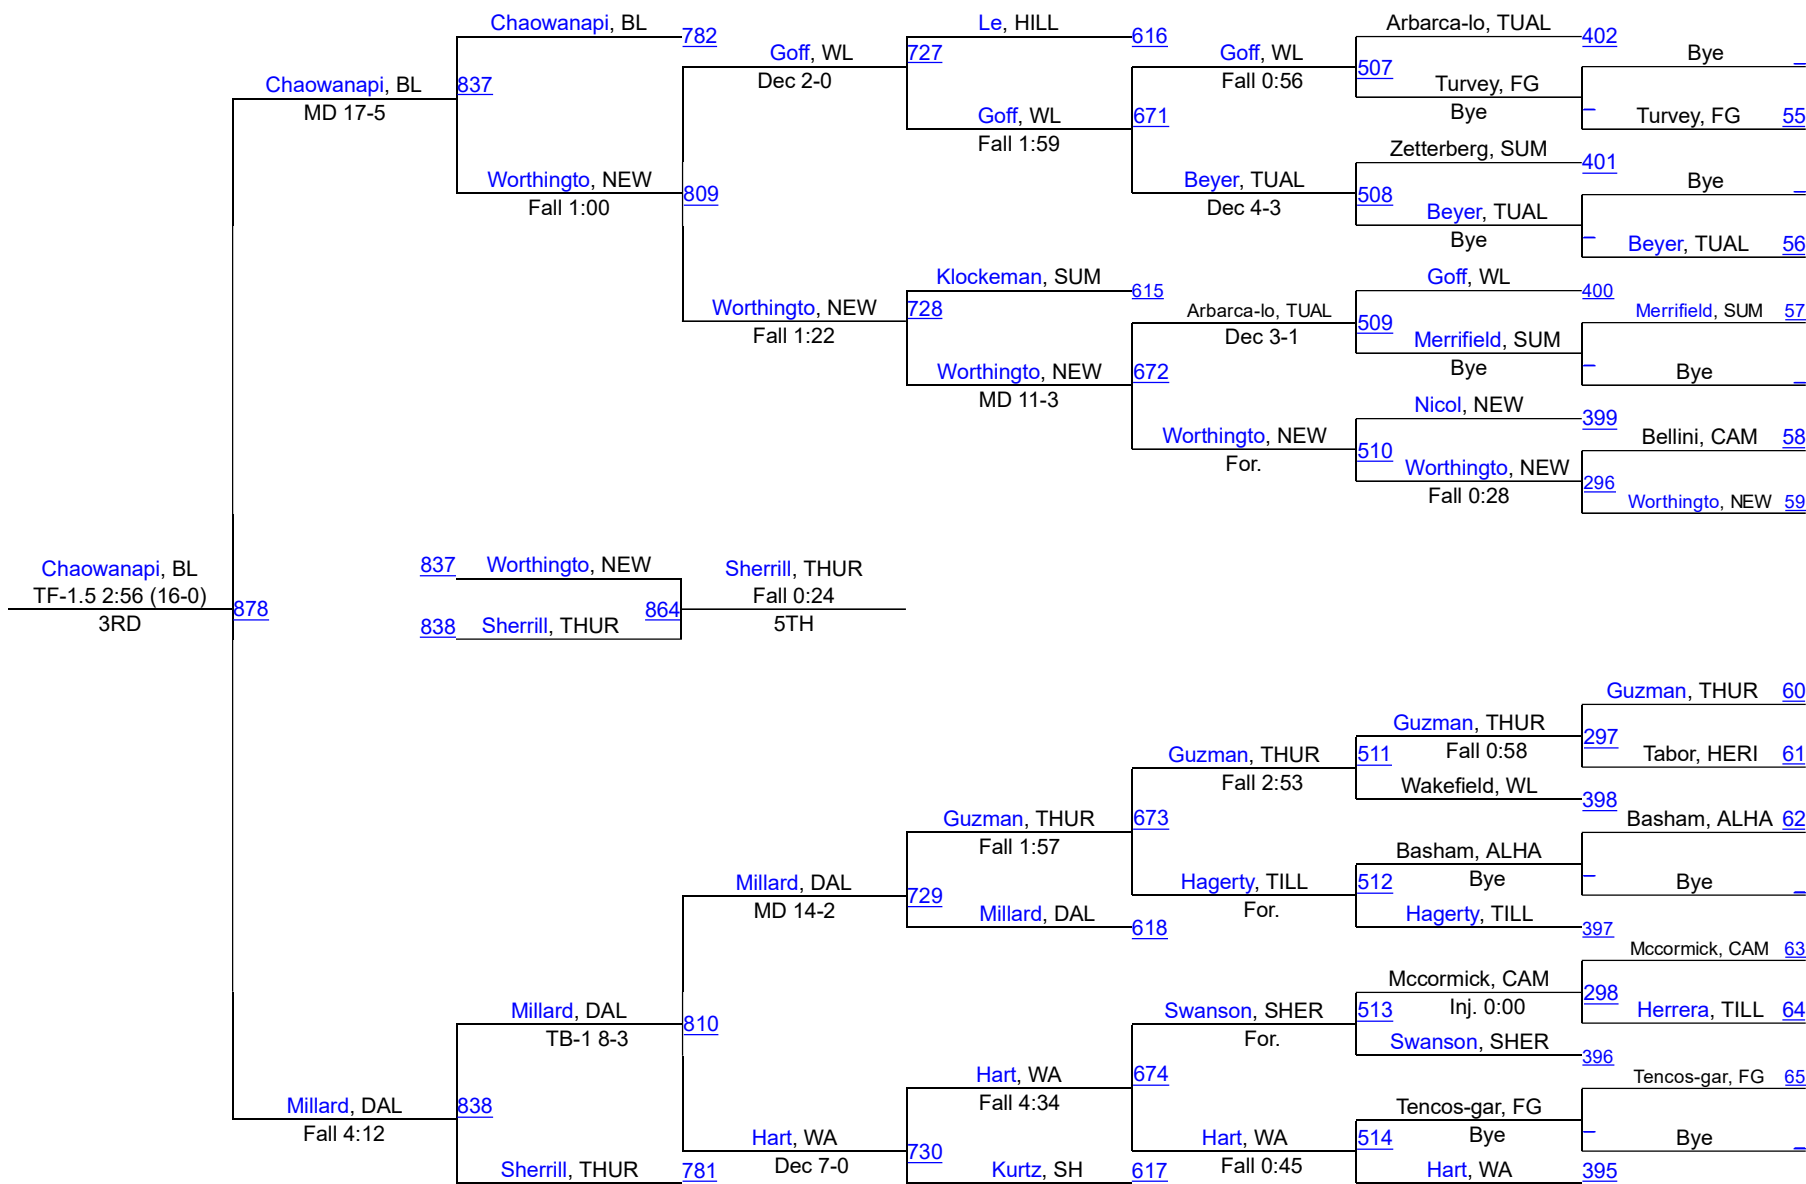 Chaowanapi, BL
782
Le, HILL
616
Arbarca-lo, TUAL
402
Bye
_
Goff, WL
727
Goff, WL
Dec 2-0
Fall 0:56
507
Chaowanapi, BL
837
Turvey, FG
MD 17-5
Bye
_
Goff, WL
671
Turvey, FG
55
Fall 1:59
Zetterberg, SUM
401
Worthingto, NEW
809
Beyer, TUAL
508
Bye
_
Fall 1:00
Dec 4-3
Beyer, TUAL
Bye
_
Beyer, TUAL
56
Klockeman, SUM
615
Goff, WL
400
Worthingto, NEW
728
Arbarca-lo, TUAL
509
Merrifield, SUM
57
Fall 1:22
Dec 3-1
Merrifield, SUM
Worthingto, NEW
672
Bye
_
Bye
_
MD 11-3
Nicol, NEW
399
Worthingto, NEW
510
Bellini, CAM
58
For.
Worthingto, NEW
296
Fall 0:28
Worthingto, NEW
59
Chaowanapi, BL
837
Worthingto, NEW
Sherrill, THUR
TF-1.5 2:56 (16-0)
878
864
Fall 0:24
3RD
838
Sherrill, THUR
5TH
Guzman, THUR
60
Guzman, THUR
297
Guzman, THUR
511
Fall 0:58
Tabor, HERI
61
Fall 2:53
Wakefield, WL
398
Guzman, THUR
673
Basham, ALHA
62
Fall 1:57
Basham, ALHA
Millard, DAL
729
Hagerty, TILL
512
Bye
_
Bye
_
MD 14-2
Millard, DAL
618
For.
Hagerty, TILL
397
Mccormick, CAM
63
Mccormick, CAM
298
Millard, DAL
810
Swanson, SHER
513
Inj. 0:00
Herrera, TILL
64
TB-1 8-3
For.
Swanson, SHER
396
Hart, WA
674
Tencos-gar, FG
65
Fall 4:34
Millard, DAL
838
Tencos-gar, FG
Fall 4:12
Hart, WA
730
Hart, WA
514
Bye
_
Bye
_
Dec 7-0
Fall 0:45
Sherrill, THUR
781
Kurtz, SH
617
Hart, WA
395